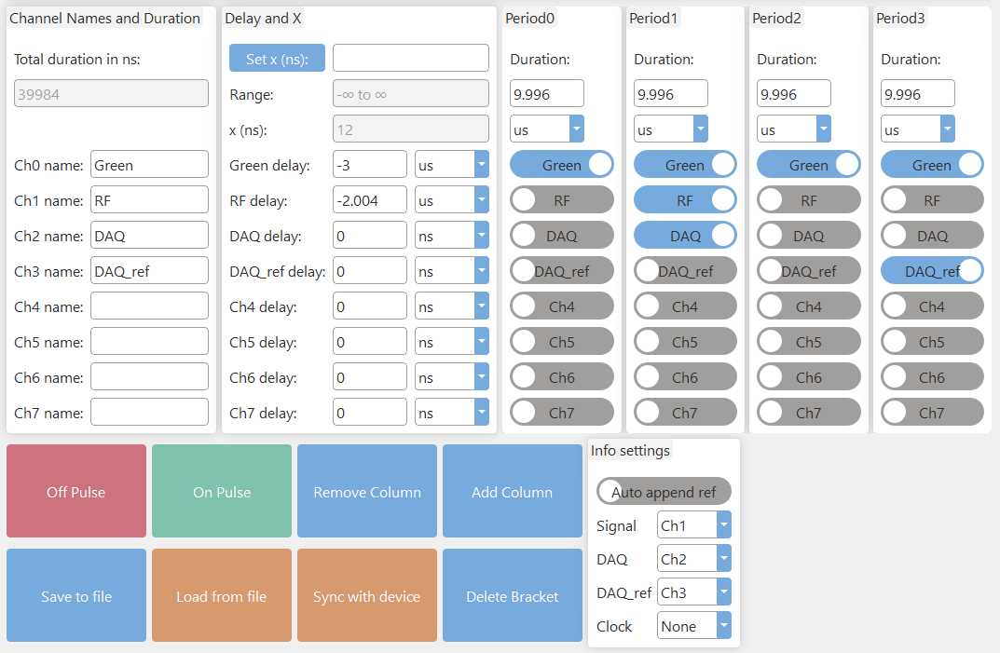 Channel Names and Duration
Total duration in ns:
39984
Ch0 name: Green
Ch1 name: RF
Ch2 name: DAQ
Ch3 name: DAQ_ref
Ch4 name:
Ch5 name:
Ch6 name:
Ch7 name:
Delay and X
Set x (ns):
Range: -∞ to ∞
x (ns): 12
Green delay: -3 us
RF delay: -2.004 us
DAQ delay: 0 ns
DAQ_ref delay: 0 ns
Ch4 delay: 0 ns
Ch5 delay: 0 ns
Ch6 delay: 0 ns
Ch7 delay: 0 ns
Period0
Duration:
9.996
us
Green
RF
DAQ
DAQ_ref
Ch4
Ch5
Ch6
Ch7
Period1
Duration:
9.996
us
Green
RF
DAQ
DAQ_ref
Ch4
Ch5
Ch6
Ch7
Period2
Duration:
9.996
us
Green
RF
DAQ
DAQ_ref
Ch4
Ch5
Ch6
Ch7
Period3
Duration:
9.996
us
Green
RF
DAQ
DAQ_ref
Ch4
Ch5
Ch6
Ch7
Off Pulse
On Pulse
Remove Column
Add Column
Save to file
Load from file
Sync with device
Delete Bracket
Info settings
Auto append ref
Signal Ch1
DAQ Ch2
DAQ_ref Ch3
Clock None